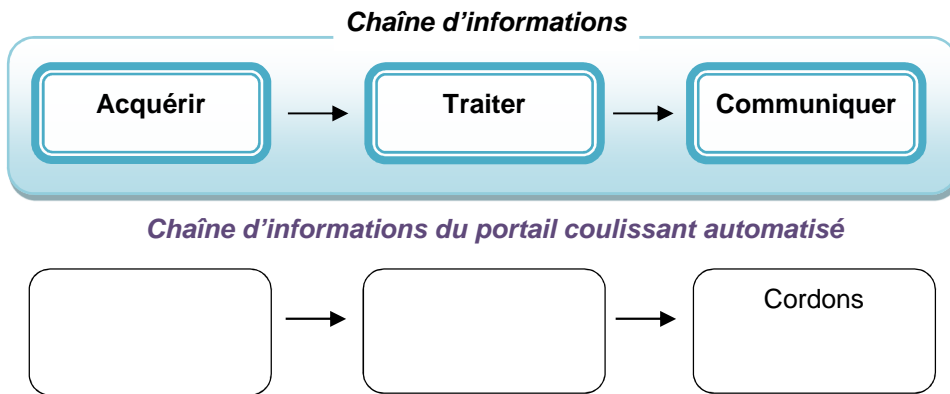 Chaîne d’informations
Acquérir
Traiter
Communiquer
Chaîne d’informations du portail coulissant automatisé
Cordons